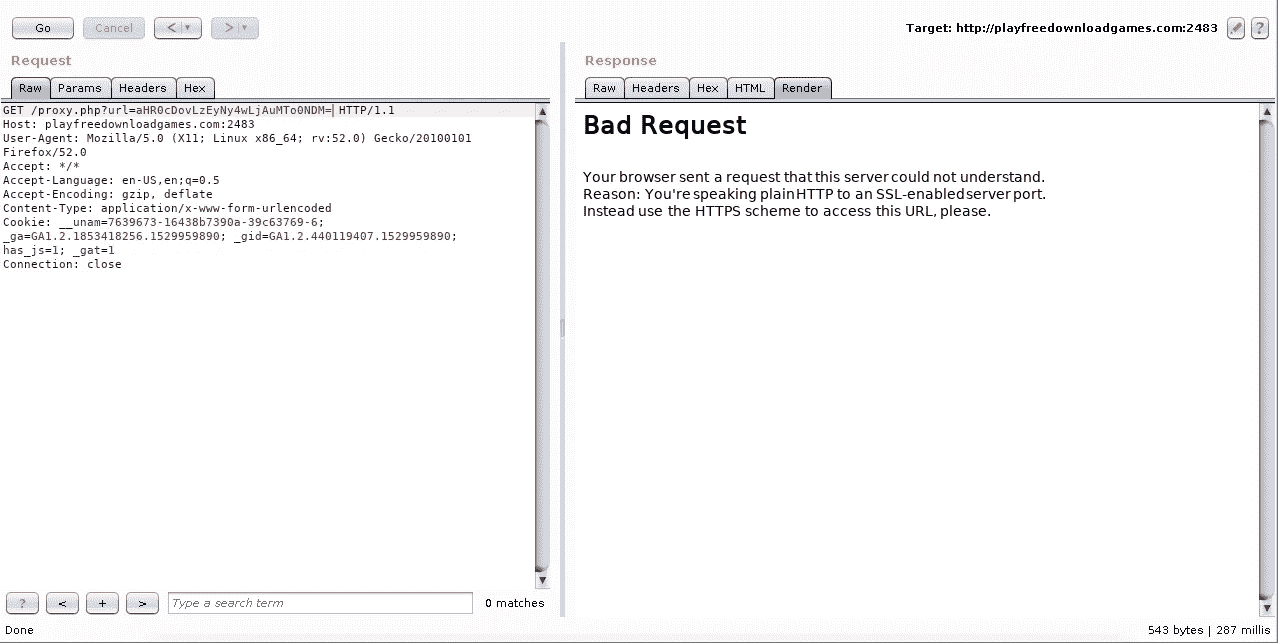 Go Cancel < > Target: http://playfreedownloadgames.com:2483 ?
Request
Raw Params Headers Hex
GET /proxy.php?url=aHR0cDovLzEyNy4wLjAuMTo0NDM= HTTP/1.1
Host: playfreedownloadgames.com:2483
User-Agent: Mozilla/5.0 (X11; Linux x86_64; rv:52.0) Gecko/20100101
Firefox/52.0
Accept: */*
Accept-Language: en-US,en;q=0.5
Accept-Encoding: gzip, deflate
Content-Type: application/x-www-form-urlencoded
Cookie: __unam=7639673-16438b7390a-39c63769-6;
_ga=GA1.2.1853418256.1529959890; _gid=GA1.2.440119407.1529959890;
has_js=1; _gat=1
Connection: close
? < + > Type a search term 0 matches
Response
Raw Headers Hex HTML Render
Bad Request
Your browser sent a request that this server could not understand.
Reason: You're speaking plain HTTP to an SSL-enabled server port.
Instead use the HTTPS scheme to access this URL, please.
Done 543 bytes | 287 millis